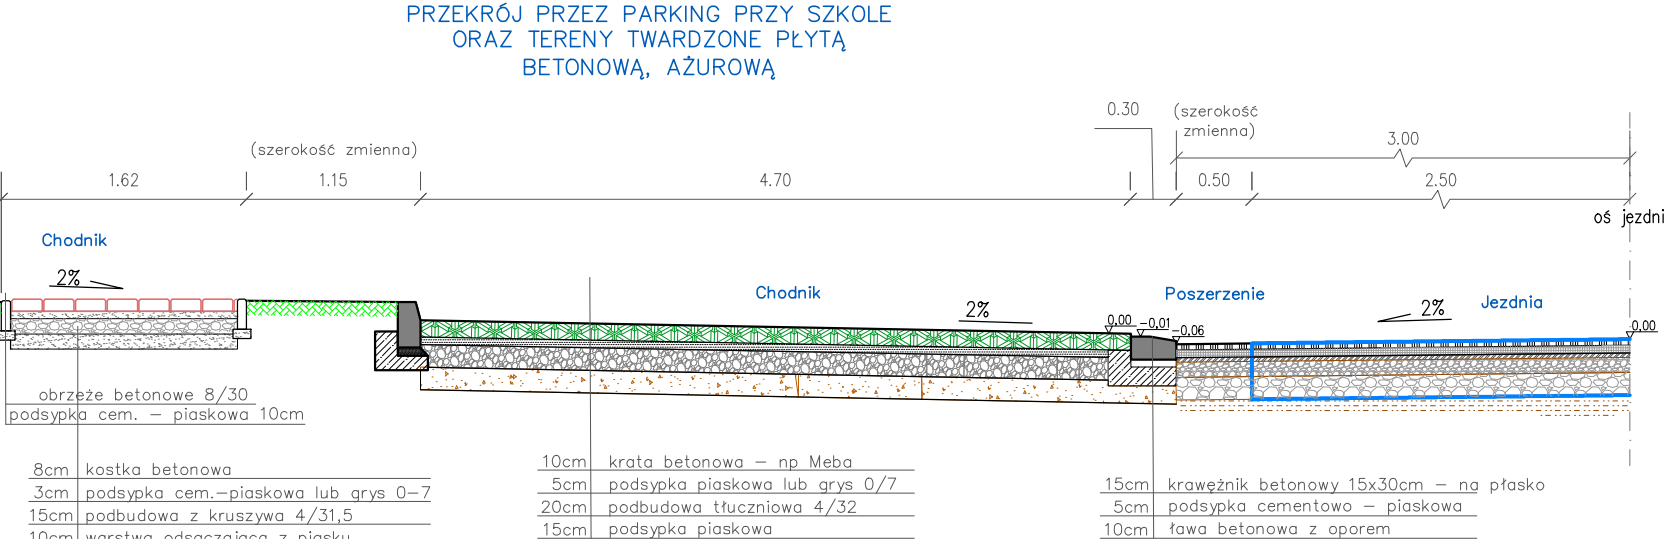 PRZEKRÓJ PRZEZ PARKING PRZY SZKOLE
ORAZ TERENY TWARDZONE PŁYTĄ
BETONOWĄ, AŻUROWĄ
0.30
(szerokość
zmienna)
3.00
(szerokość zmienna)
1.62
1.15
4.70
0.50
2.50
oś jezdni
Chodnik
2%
Chodnik
2%
Poszerzenie
2%
Jezdnia
0,00
-0,01
-0,06
0,00
obrzeże betonowe 8/30
podsypka cem. – piaskowa 10cm
8cm kostka betonowa
3cm podsypka cem.–piaskowa lub grys 0–7
15cm podbudowa z kruszywa 4/31,5
10cm warstwa odsączająca z piasku
10cm krata betonowa – np Meba
5cm podsypka piaskowa lub grys 0/7
20cm podbudowa tłuczniowa 4/32
15cm podsypka piaskowa
15cm krawężnik betonowy 15x30cm – na płasko
5cm podsypka cementowo – piaskowa
10cm ława betonowa z oporem